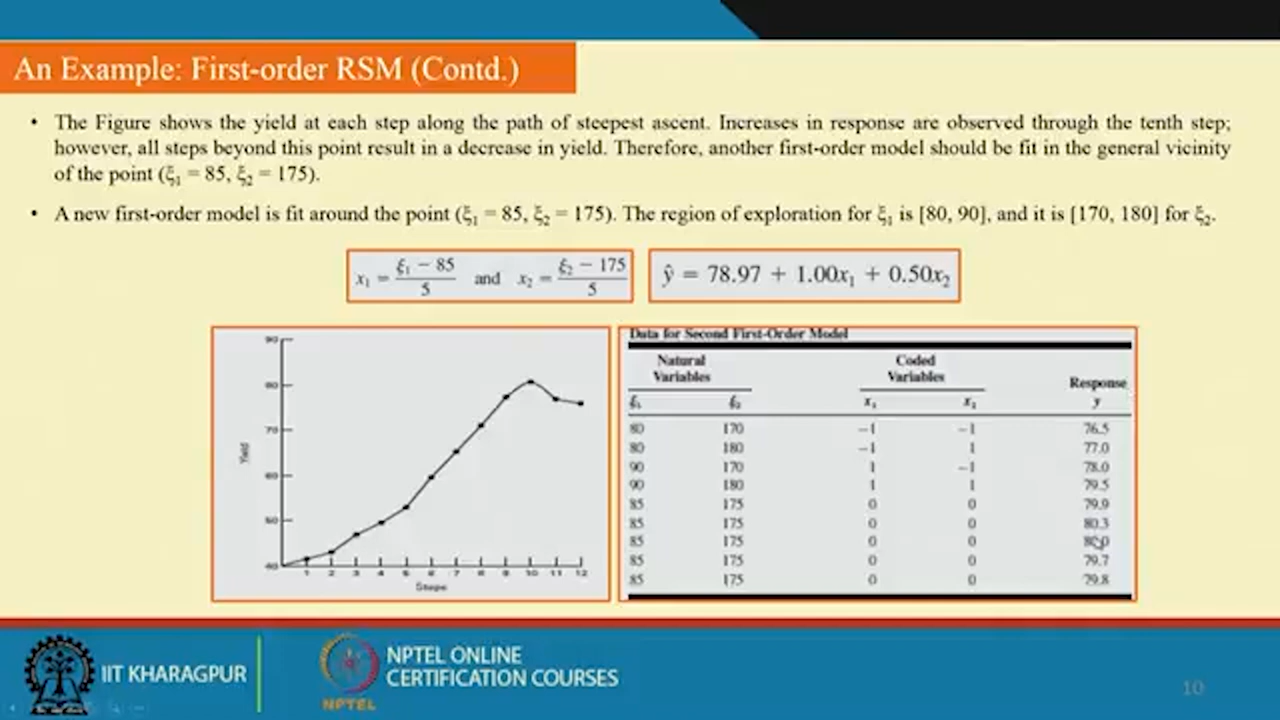 An Example: First-order RSM (Contd.)
• The Figure shows the yield at each step along the path of steepest ascent. Increases in response are observed through the tenth step;
however, all steps beyond this point result in a decrease in yield. Therefore, another first-order model should be fit in the general vicinity
of the point (ξ₁ = 85, ξ₂ = 175).
• A new first-order model is fit around the point (ξ₁ = 85, ξ₂ = 175). The region of exploration for ξ₁ is [80, 90], and it is [170, 180] for ξ₂.
x₁ = (ξ₁ − 85)/5 and x₂ = (ξ₂ − 175)/5
ŷ = 78.97 + 1.00x₁ + 0.50x₂
90
80
70
60
50
40
Yield
1 2 3 4 5 6 7 8 9 10 11 12
Steps
Data for Second First-Order Model
Natural Variables Coded Variables Response
ξ₁ ξ₂ x₁ x₂ y
80 170 −1 −1 76.5
80 180 −1 1 77.0
90 170 1 −1 78.0
90 180 1 1 79.5
85 175 0 0 79.9
85 175 0 0 80.3
85 175 0 0 80.0
85 175 0 0 79.7
85 175 0 0 79.8
IIT KHARAGPUR
NPTEL
NPTEL ONLINE
CERTIFICATION COURSES
10